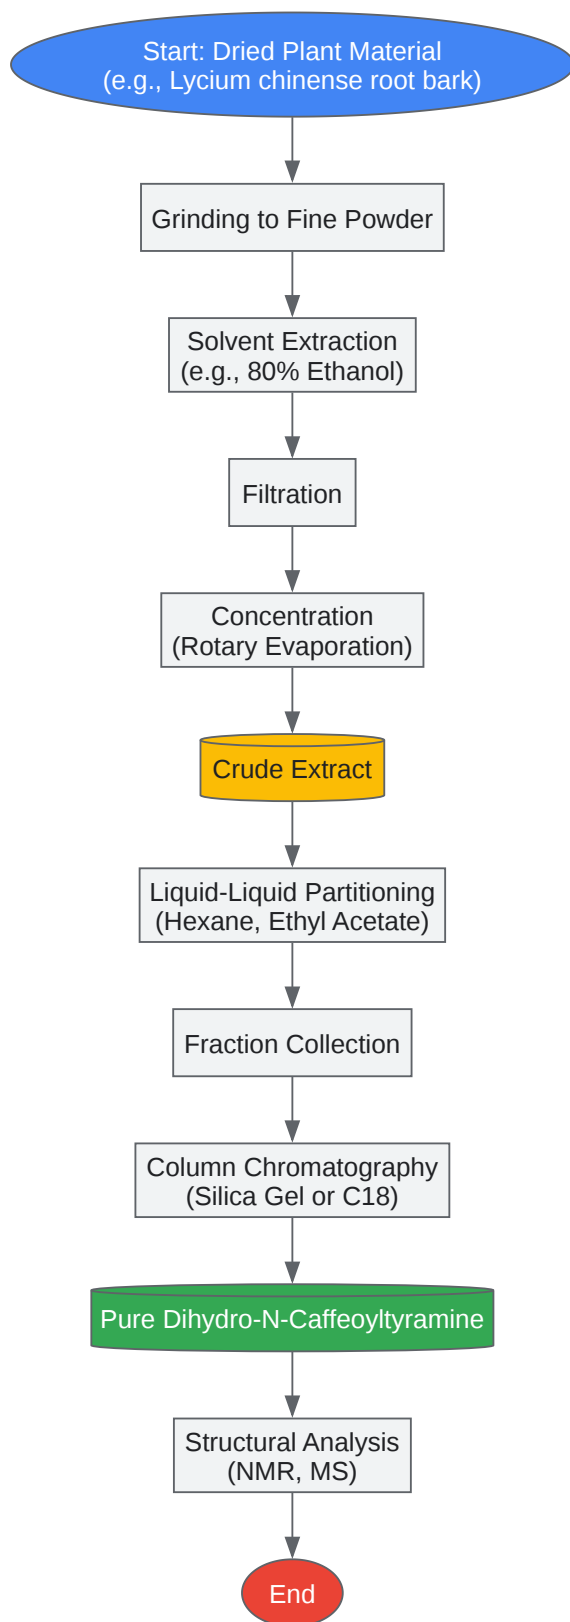 Start: Dried Plant Material
(e.g., Lycium chinense root bark)
Grinding to Fine Powder
Solvent Extraction
(e.g., 80% Ethanol)
Filtration
Concentration
(Rotary Evaporation)
Crude Extract
Liquid-Liquid Partitioning
(Hexane, Ethyl Acetate)
Fraction Collection
Column Chromatography
(Silica Gel or C18)
Pure Dihydro-N-Caffeoyltyramine
Structural Analysis
(NMR, MS)
End